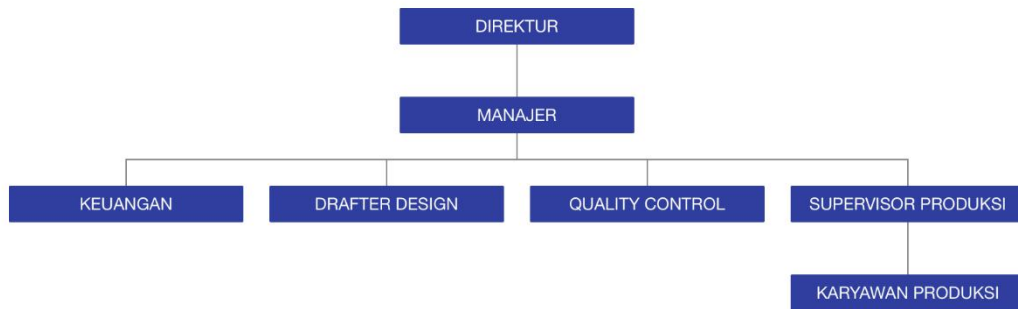 DIREKTUR
MANAJER
KEUANGAN
DRAFTER DESIGN
QUALITY CONTROL
SUPERVISOR PRODUKSI
KARYAWAN PRODUKSI